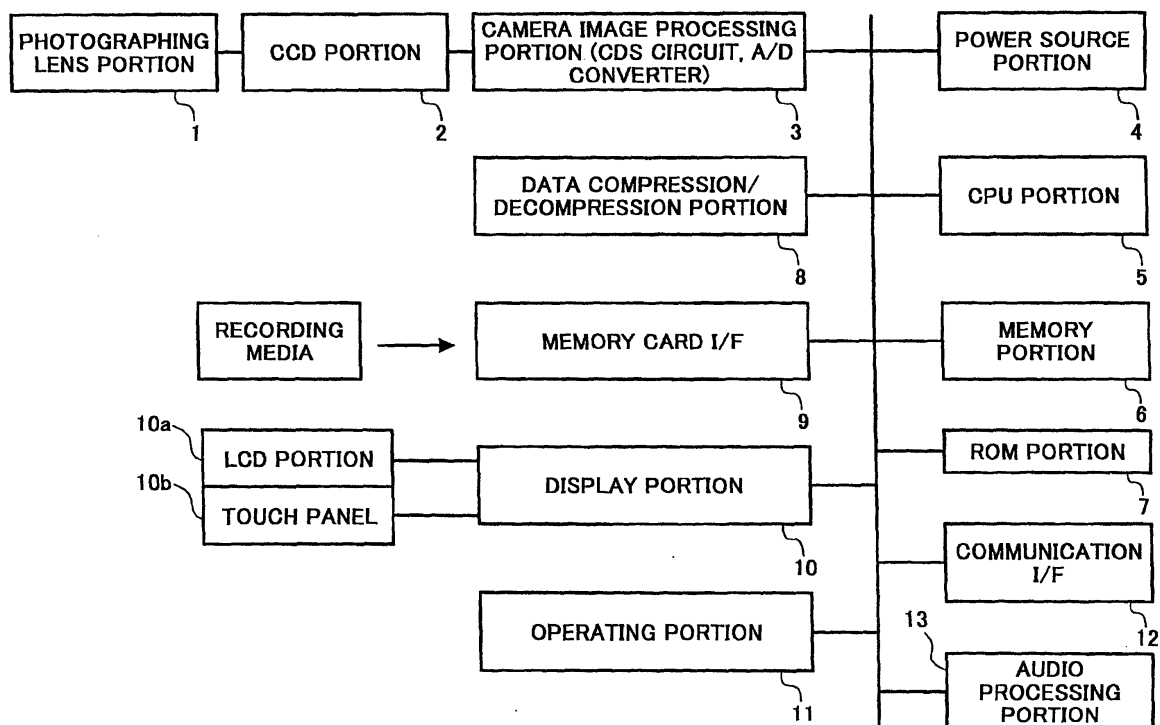 PHOTOGRAPHING
LENS PORTION
1
CCD PORTION
2
CAMERA IMAGE PROCESSING
PORTION (CDS CIRCUIT, A/D
CONVERTER)
3
POWER SOURCE
PORTION
4
DATA COMPRESSION/
DECOMPRESSION PORTION
8
CPU PORTION
5
RECORDING
MEDIA
MEMORY CARD I/F
9
MEMORY
PORTION
6
10a
LCD PORTION
10b
TOUCH PANEL
DISPLAY PORTION
10
ROM PORTION
7
COMMUNICATION
I/F
12
OPERATING PORTION
11
13
AUDIO
PROCESSING
PORTION